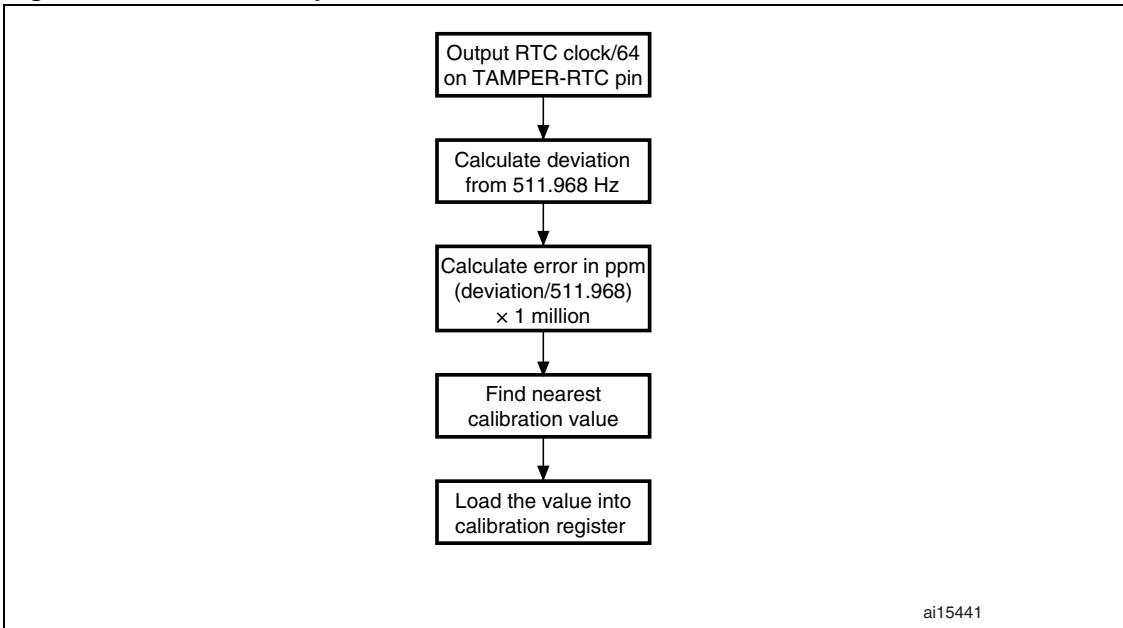 Output RTC clock/64
on TAMPER-RTC pin
Calculate deviation
from 511.968 Hz
Calculate error in ppm
(deviation/511.968)
× 1 million
Find nearest
calibration value
Load the value into
calibration register
ai15441